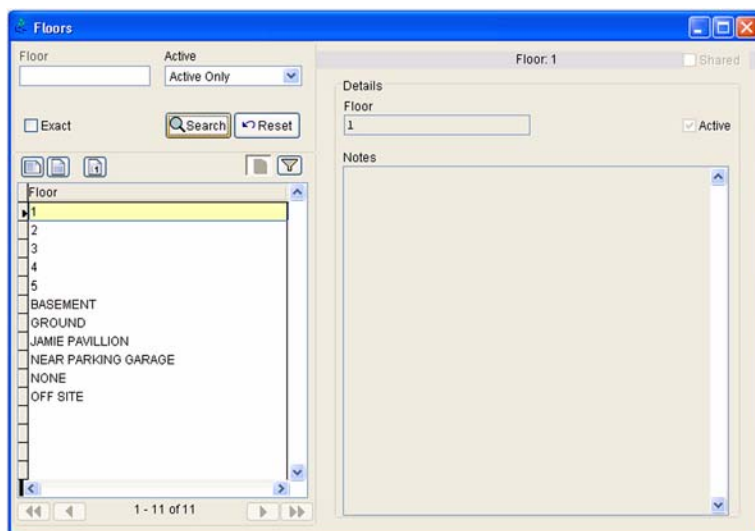 Floors
Floor
Active
Active Only
Exact
Search
Reset
Floor
1
2
3
4
5
BASEMENT
GROUND
JAMIE PAVILLION
NEAR PARKING GARAGE
NONE
OFF SITE
1 - 11 of 11
Floor: 1
Shared
Details
Floor
1
Active
Notes